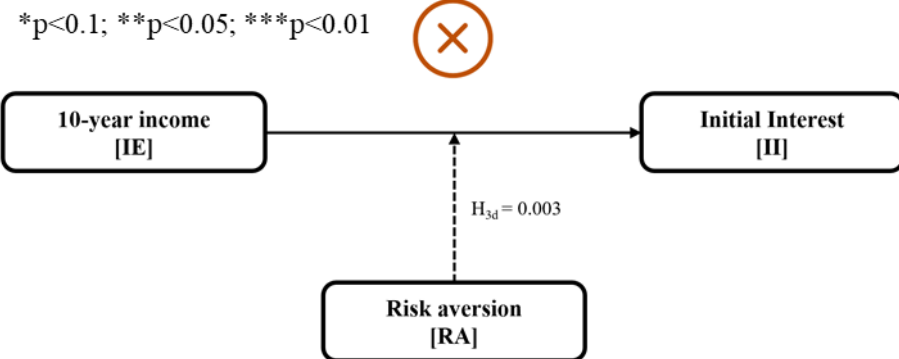 *p<0.1; **p<0.05; ***p<0.01
10-year income
[IE]
Initial Interest
[II]
H3d = 0.003
Risk aversion
[RA]